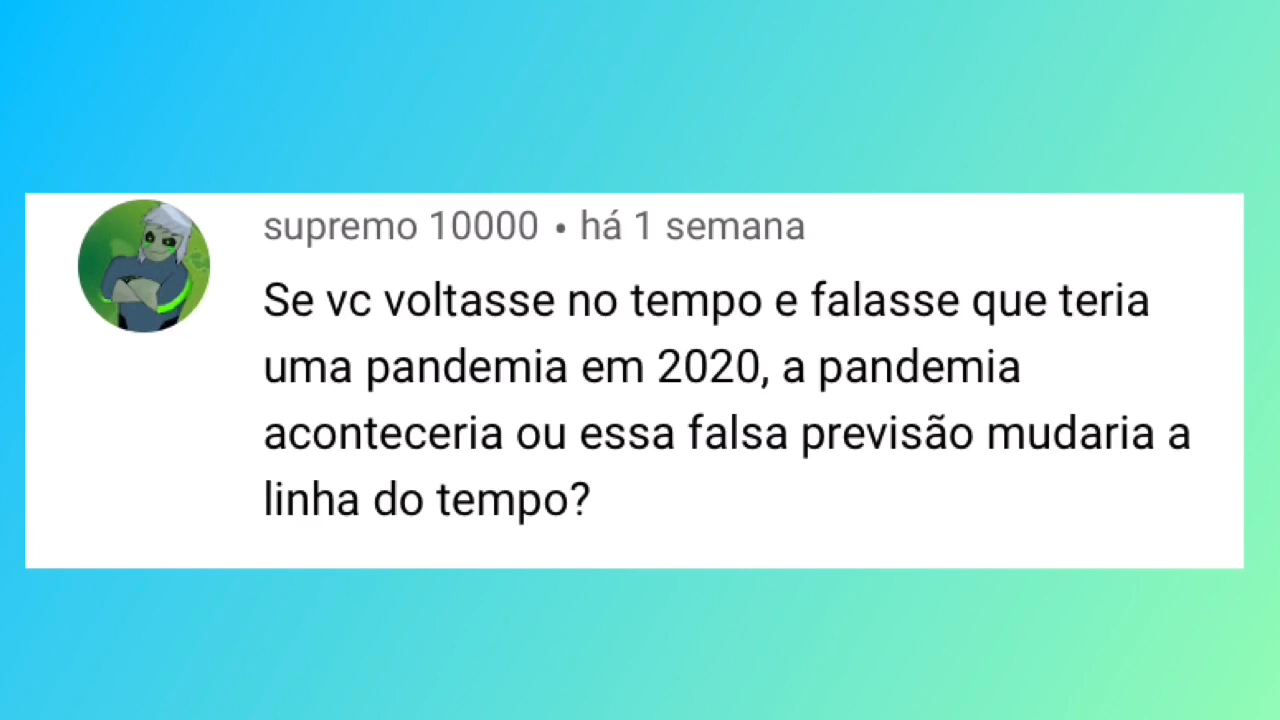 supremo 10000 • há 1 semana
Se vc voltasse no tempo e falasse que teria
uma pandemia em 2020, a pandemia
aconteceria ou essa falsa previsão mudaria a
linha do tempo?